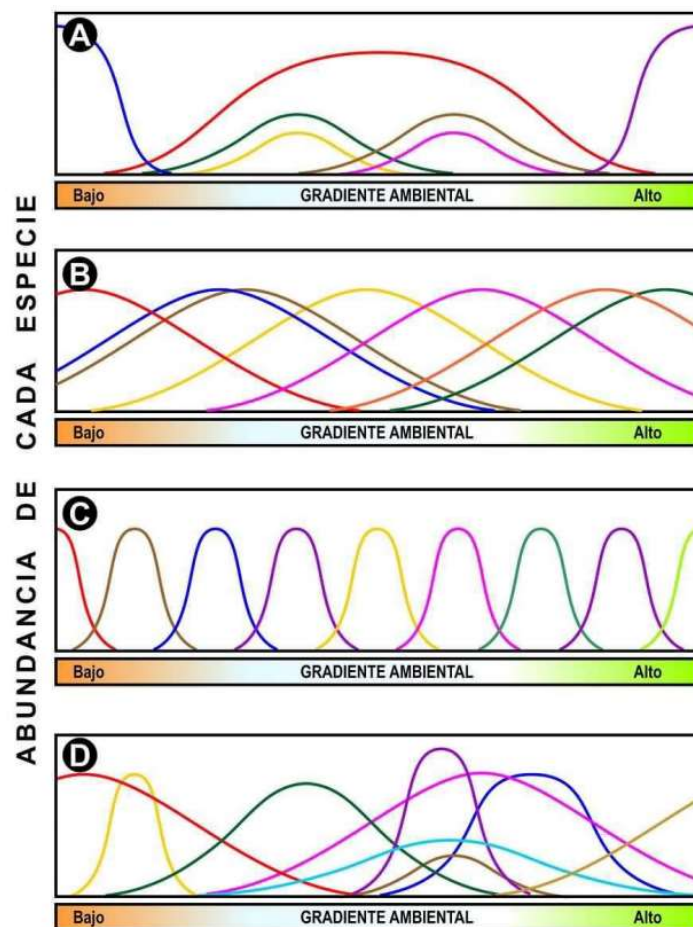 ABUNDANCIA DE CADA ESPECIE
A
Bajo GRADIENTE AMBIENTAL Alto
B
Bajo GRADIENTE AMBIENTAL Alto
C
Bajo GRADIENTE AMBIENTAL Alto
D
Bajo GRADIENTE AMBIENTAL Alto